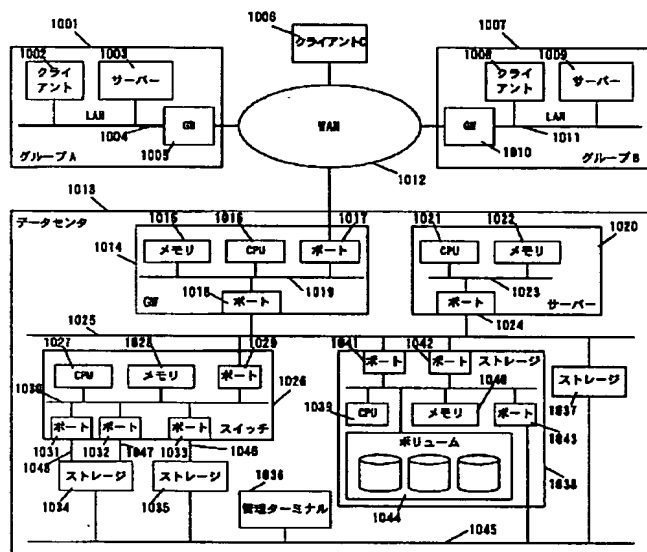 1006
クライアントC
1001
1002
1003
クライアント
サーバー
LAN
1004
GW
1005
グループA
WAN
1012
1007
1008
1009
クライアント
サーバー
LAN
GW
1011
1010
グループB
1013
データセンタ
1014
1015
1016
1017
メモリ
CPU
ポート
1018
1019
GW
ポート
1020
1021
1022
CPU
メモリ
1023
ポート
サーバー
1024
1025
1027
1028
1029
CPU
メモリ
ポート
1030
1026
ポート
ポート
ポート
スイッチ
1031
1032
1047
1033
1046
1048
ストレージ
ストレージ
1034
1035
1036
管理ターミナル
1041
1042
ポート
ポート
ストレージ
1039
CPU
メモリ
1040
ポート
1043
ボリューム
1044
1038
ストレージ
1037
1045